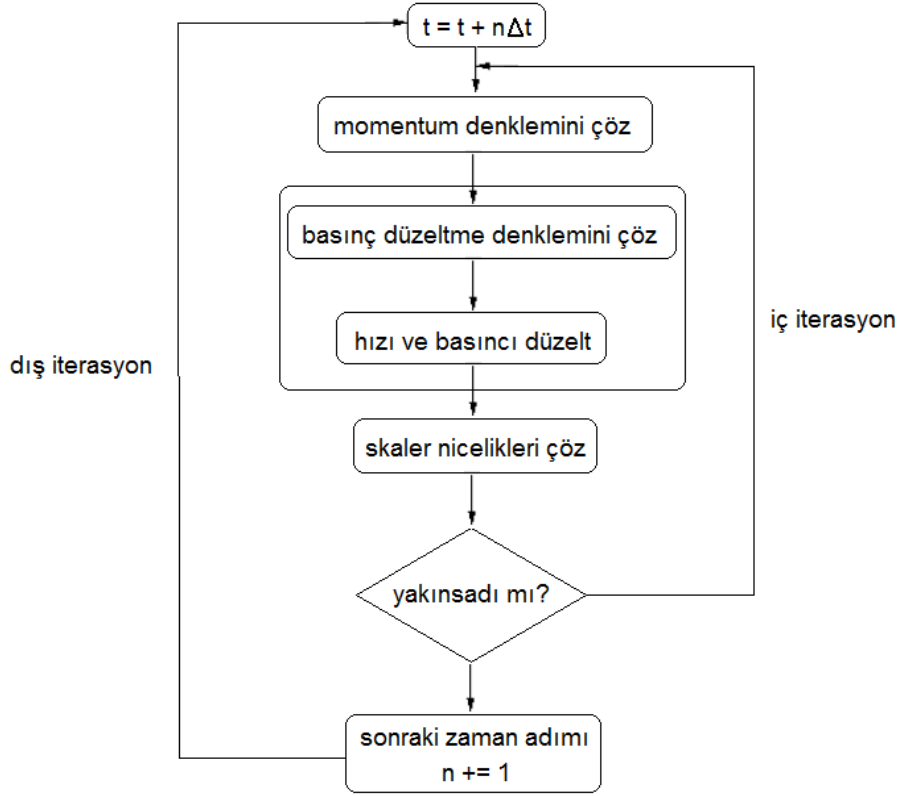 t = t + nΔt
momentum denklemini çöz
basınç düzeltme denklemini çöz
hızı ve basıncı düzelt
iç iterasyon
dış iterasyon
skaler nicelikleri çöz
yakınsadı mı?
sonraki zaman adımı
n += 1